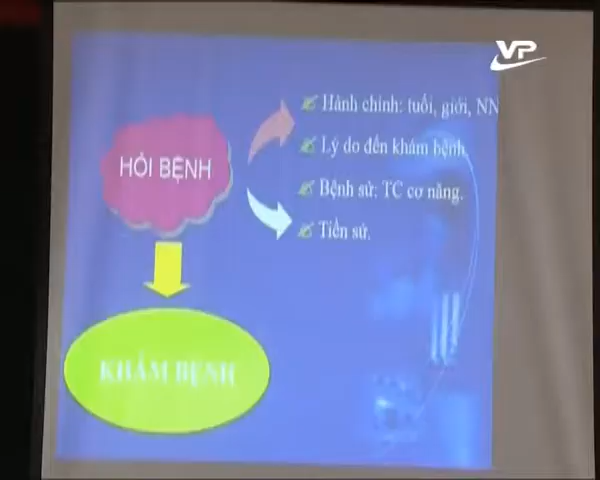 VP
Hành chính: tuổi, giới, NN
Lý do đến khám bệnh
HỎI BỆNH
Bệnh sử: TC cơ năng.
Tiền sử.
KHÁM BỆNH